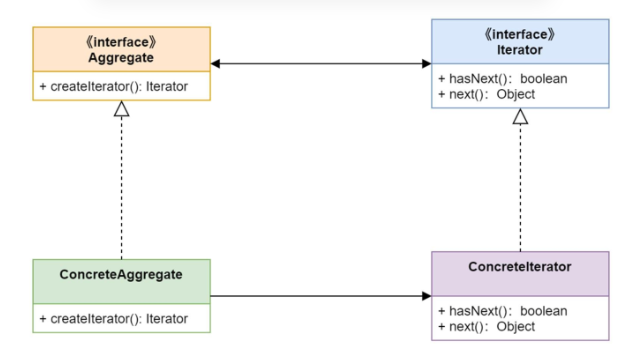 《interface》
Aggregate
+ createIterator(): Iterator
《interface》
Iterator
+ hasNext()：boolean
+ next()：Object
ConcreteAggregate
+ createIterator(): Iterator
ConcreteIterator
+ hasNext()：boolean
+ next()：Object